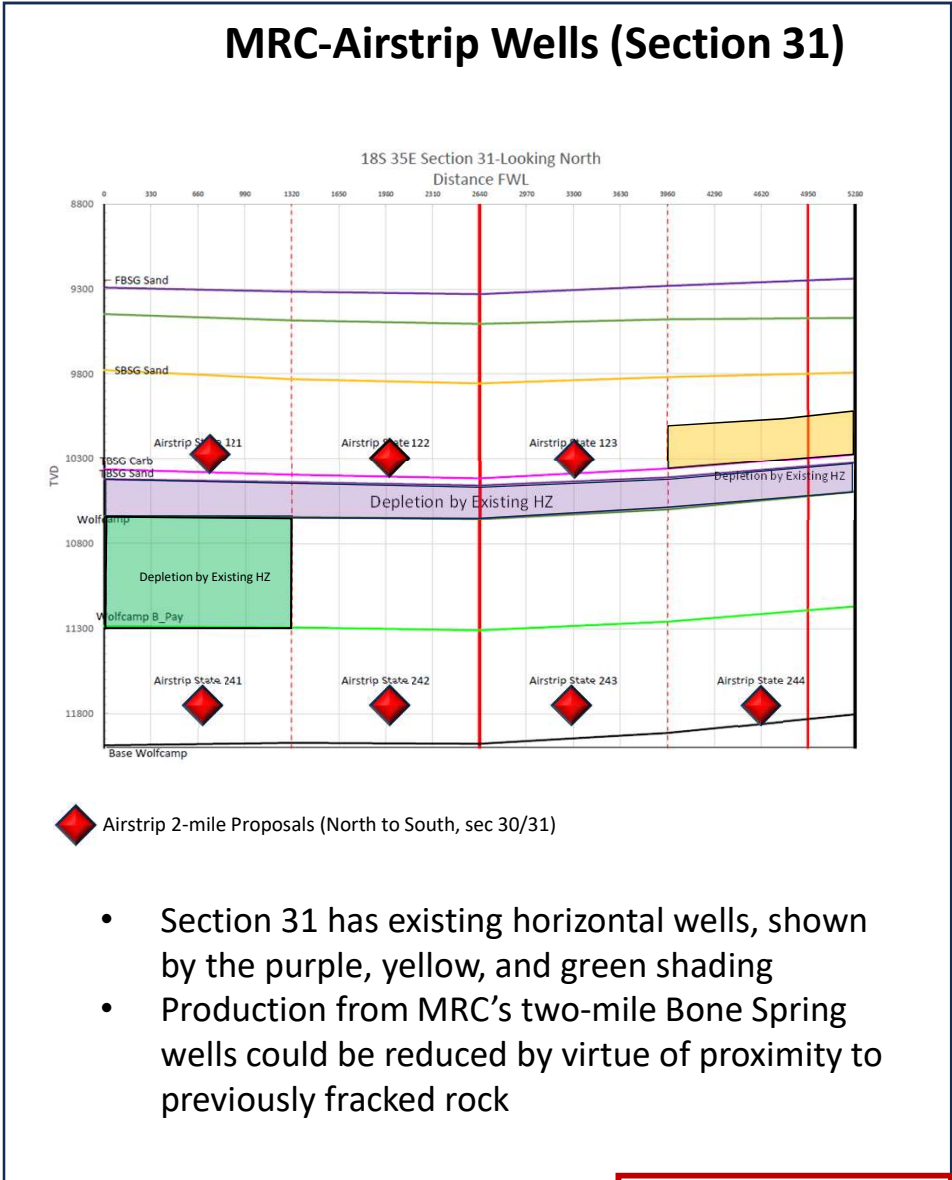 MRC-Airstrip Wells (Section 31)
18S 35E Section 31-Looking North
Distance FWL
0 330 660 990 1320 1650 1980 2310 2640 2970 3300 3630 3960 4290 4620 4950 5280
8800
FBSG Sand
9300
SBSG Sand
9800
Airstrip State 121 Airstrip State 122 Airstrip State 123
10300
TBSG Carb
TBSG Sand
Depletion by Existing HZ
TVD
Depletion by Existing HZ
Wolfcamp
10800
Depletion by Existing HZ
Wolfcamp B_Pay
11300
Airstrip State 241 Airstrip State 242 Airstrip State 243 Airstrip State 244
11800
Base Wolfcamp
Airstrip 2-mile Proposals (North to South, sec 30/31)
• Section 31 has existing horizontal wells, shown
by the purple, yellow, and green shading
• Production from MRC's two-mile Bone Spring
wells could be reduced by virtue of proximity to
previously fracked rock